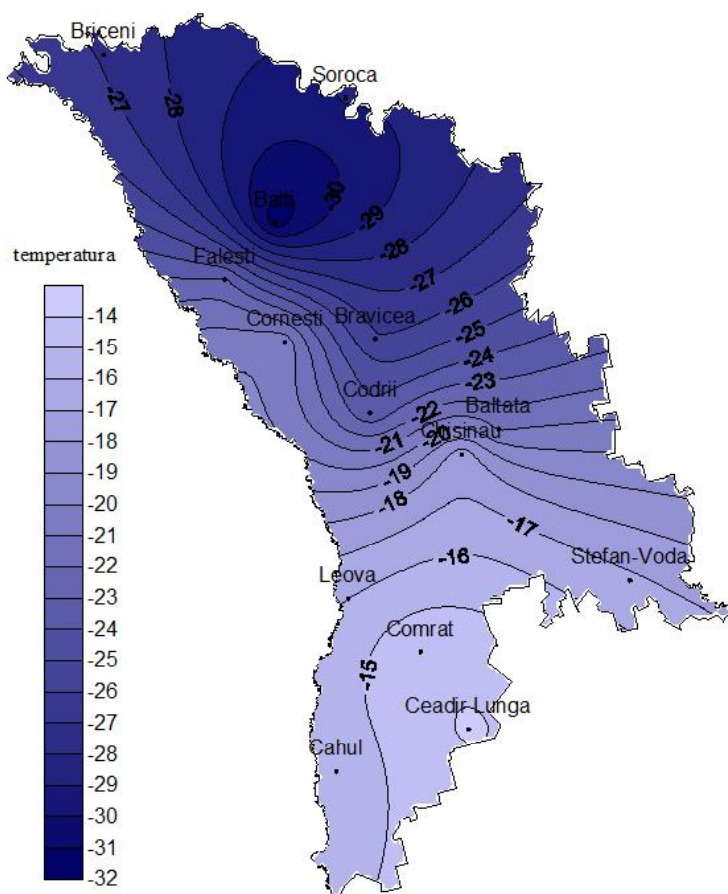 Briceni
Soroca
-27
-28
-30
Balti
-29
-28
temperatura
Falesti
-27
-26
Cornesti
Bravicea
-25
-24
-23
Codrii
-22
Baltata
-21
-20
Chisinau
-19
-18
-17
-16
Stefan-Voda
Leova
Comrat
-15
Ceadir-Lunga
Cahul
-14
-15
-16
-17
-18
-19
-20
-21
-22
-23
-24
-25
-26
-27
-28
-29
-30
-31
-32